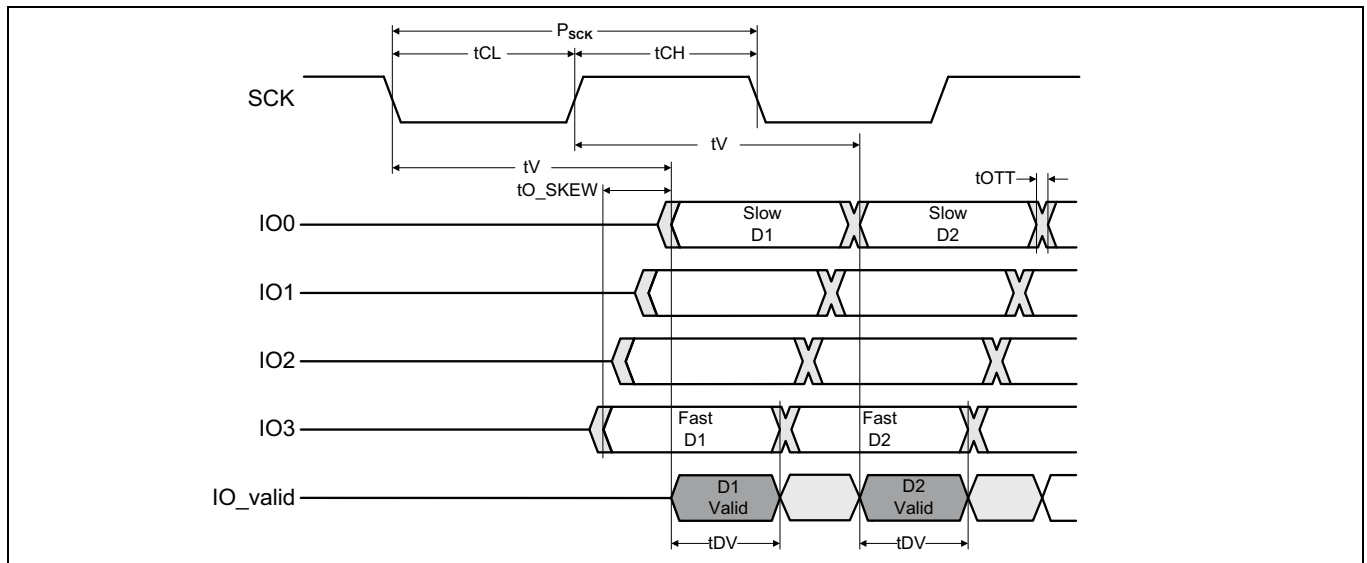 PSCK
tCL
tCH
SCK
tV
tV
tO_SKEW
tOTT
IO0
Slow
D1
Slow
D2
IO1
IO2
IO3
Fast
D1
Fast
D2
IO_valid
D1
Valid
D2
Valid
tDV
tDV